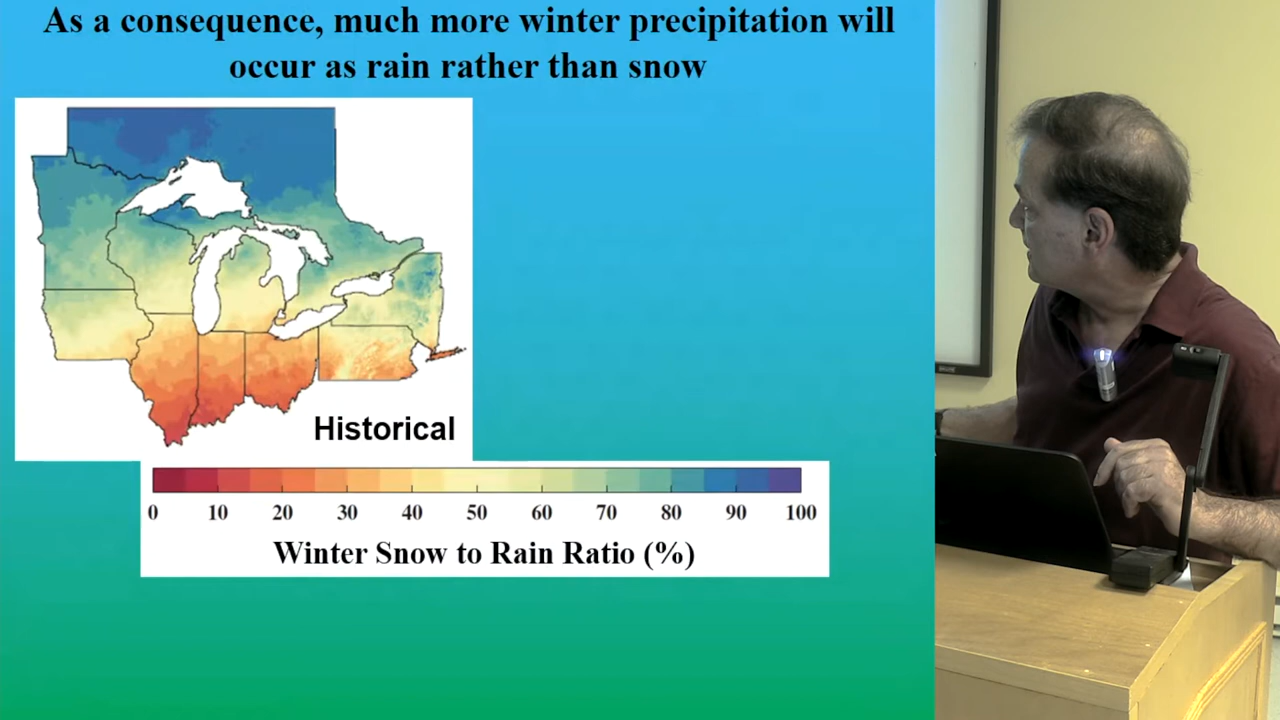 As a consequence, much more winter precipitation will
occur as rain rather than snow
Historical
0 10 20 30 40 50 60 70 80 90 100
Winter Snow to Rain Ratio (%)